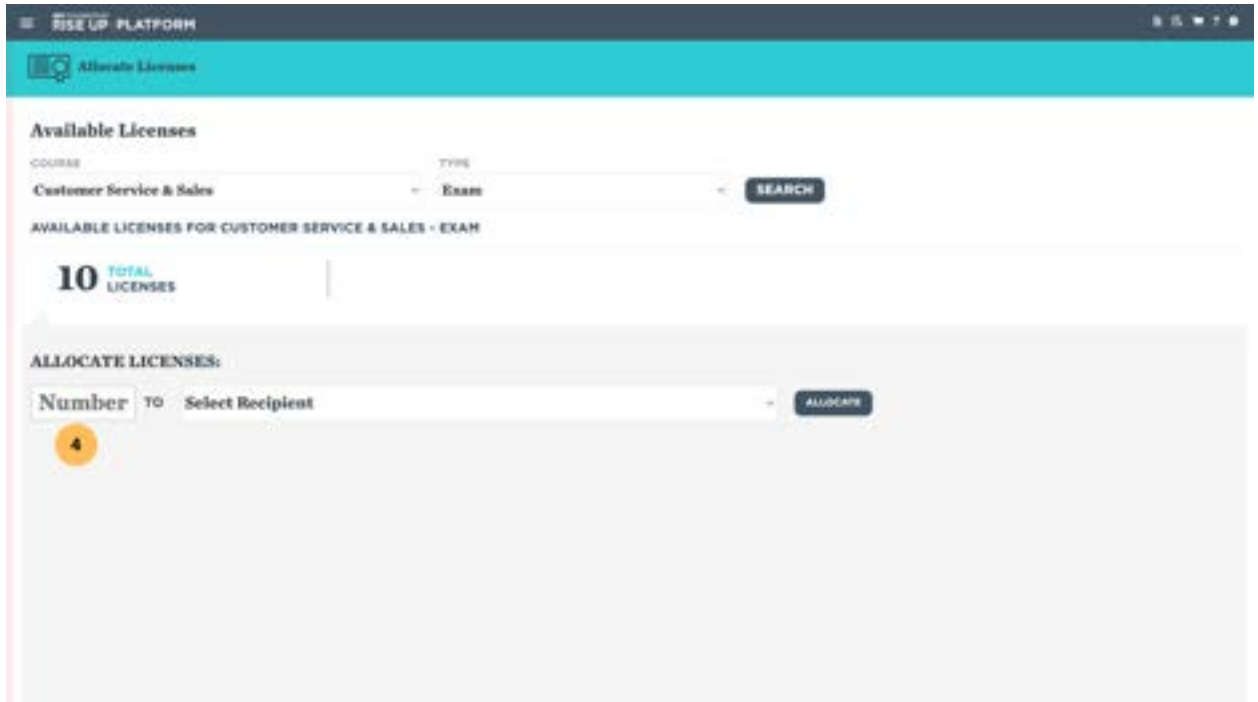 RISE UP PLATFORM
Allocate Licenses
Available Licenses
COURSE TYPE
Customer Service & Sales Exam SEARCH
AVAILABLE LICENSES FOR CUSTOMER SERVICE & SALES - EXAM
10 TOTAL LICENSES
ALLOCATE LICENSES:
Number TO Select Recipient ALLOCATE
4